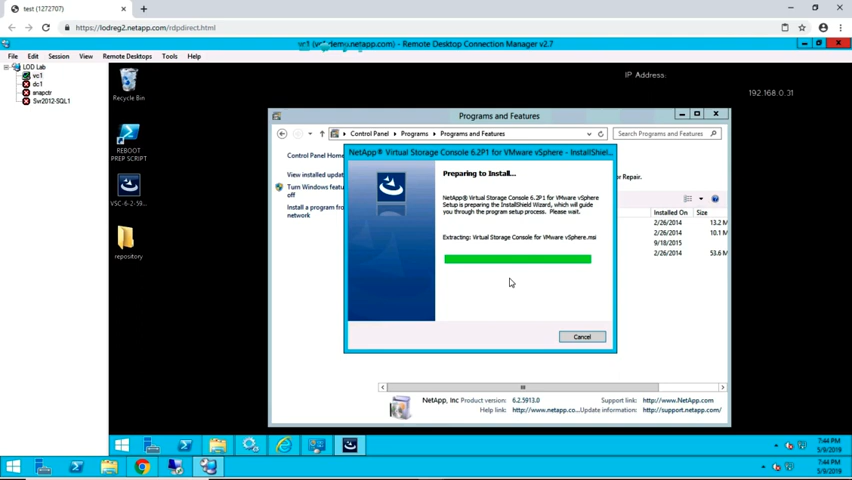 test (1272707)
https://lodreg2.netapp.com/rdpdirect.html
demo.netapp.com) - Remote Desktop Connection Manager v2.7
File Edit Session View Remote Desktops Tools Help
LOD Lab
vc1
dc1
snapctr
Svr2012-SQL1
Recycle Bin
IP Address:
192.168.0.31
REBOOT
PREP SCRIPT
VSC-6-2-59...
repository
Programs and Features
Control Panel Programs Programs and Features
Search Programs and Features
Control Panel Home
View installed updates
Turn Windows featu
off
Install a program fro
network
r Repair.
Installed On Size
2/26/2014 13.2 M
2/26/2014 10.1 M
9/18/2015
2/26/2014 53.6 M
NetApp® Virtual Storage Console 6.2P1 for VMware vSphere - InstallShiel...
Preparing to Install...
NetApp® Virtual Storage Console 6.2P1 for VMware vSphere
Setup is preparing the InstallShield Wizard, which will guide
you through the program setup process. Please wait.
Extracting: Virtual Storage Console for VMware vSphere.msi
Cancel
NetApp, Inc Product version: 6.2.5913.0 Support link: http://www.NetApp.com
Help link: http://www.netapp.co... Update information: http://support.netapp.com/
7:44 PM
5/9/2019
7:44 PM
5/9/2019